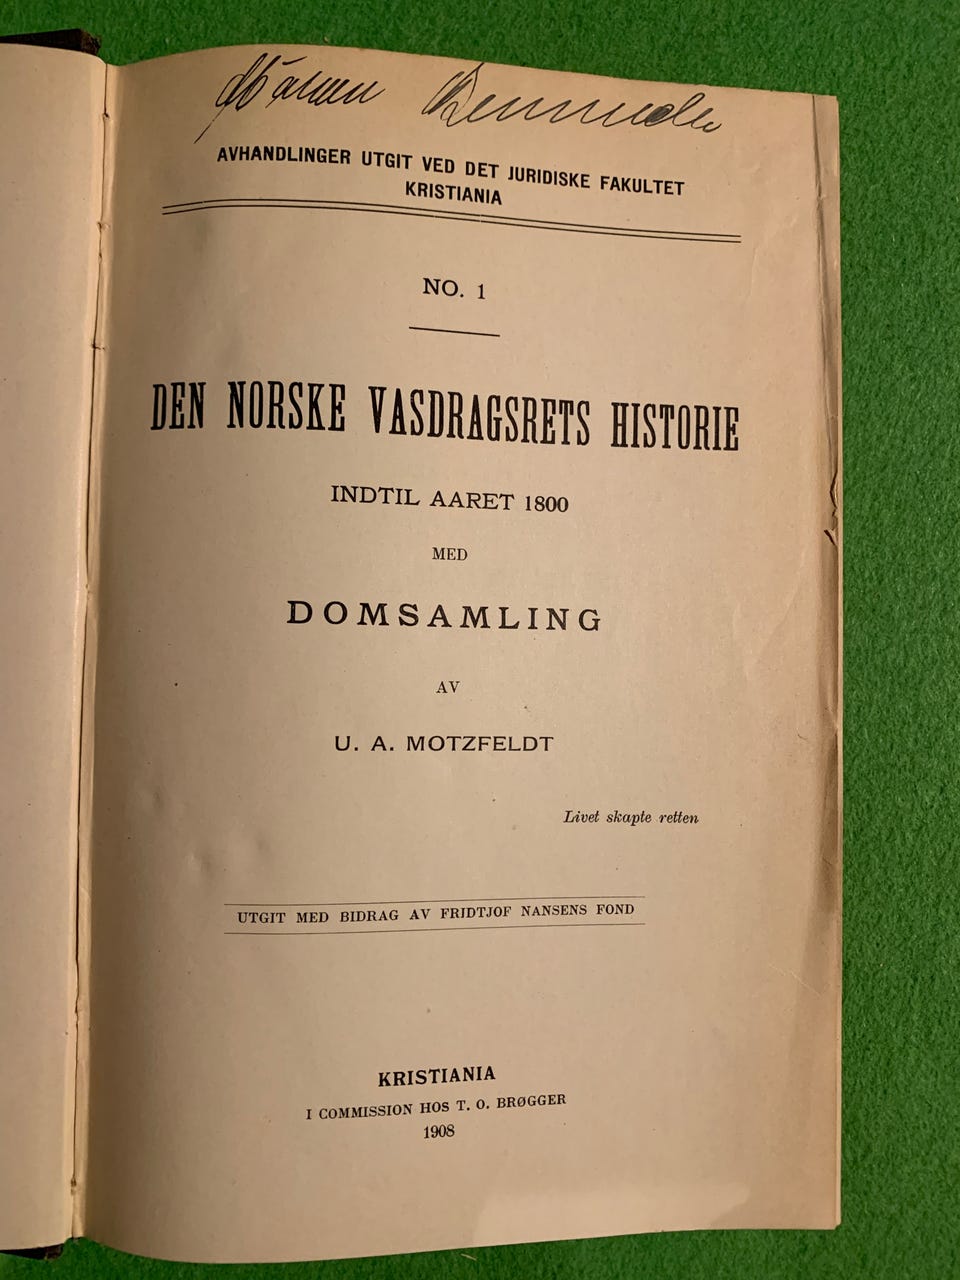 AVHANDLINGER UTGIT VED DET JURIDISKE FAKULTET
KRISTIANIA
NO. 1
DEN NORSKE VASDRAGSRETS HISTORIE
INDTIL AARET 1800
MED
DOMSAMLING
AV
U. A. MOTZFELDT
Livet skapte retten
UTGIT MED BIDRAG AV FRIDTJOF NANSENS FOND
KRISTIANIA
I COMMISSION HOS T. O. BRØGGER
1908